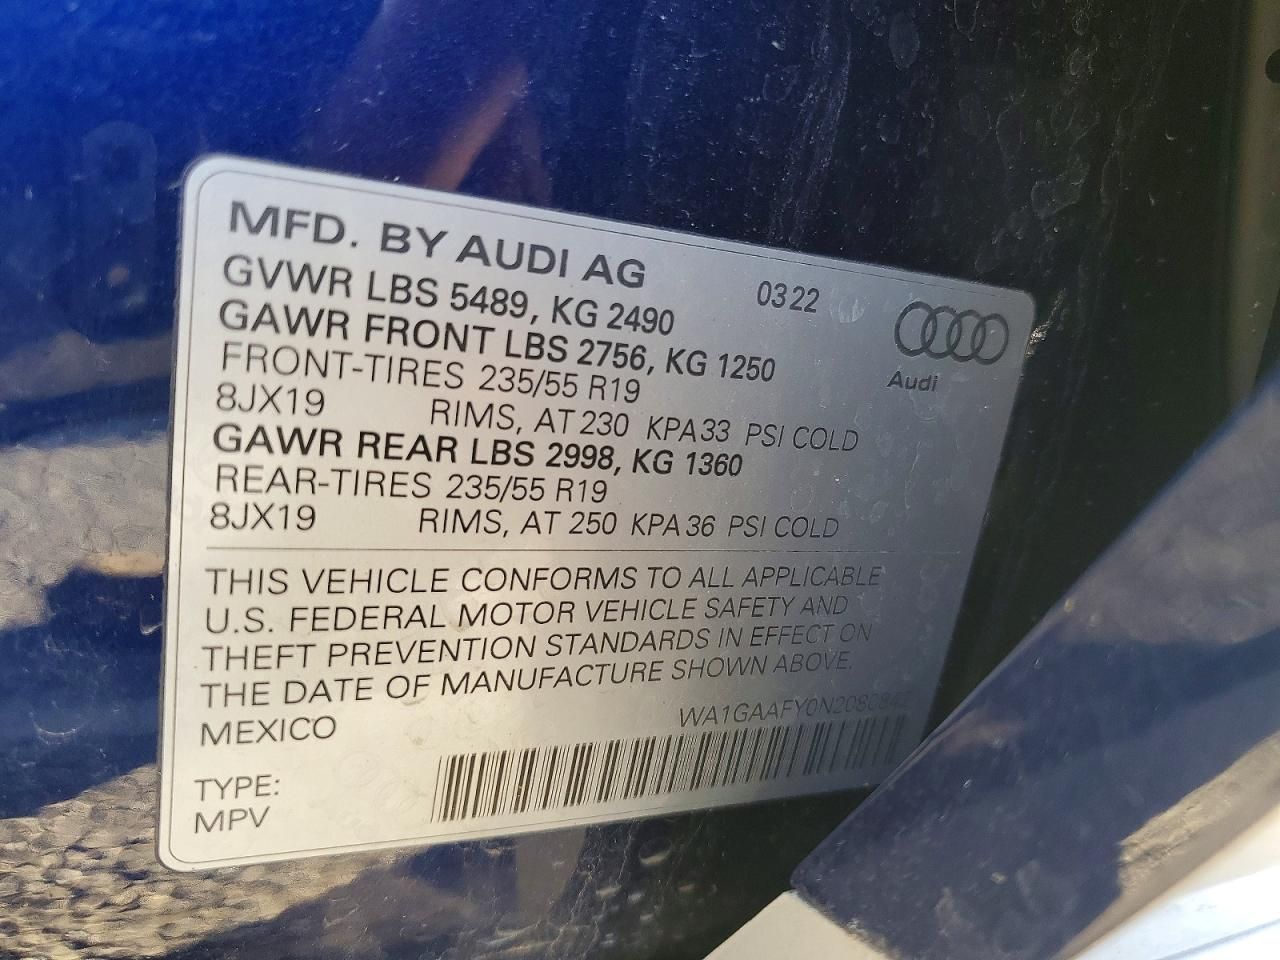 MFD. BY AUDI AG 0322
GVWR LBS 5489, KG 2490
GAWR FRONT LBS 2756, KG 1250
FRONT-TIRES 235/55 R19
8JX19 RIMS, AT 230 KPA 33 PSI COLD
GAWR REAR LBS 2998, KG 1360
REAR-TIRES 235/55 R19
8JX19 RIMS, AT 250 KPA 36 PSI COLD
Audi
THIS VEHICLE CONFORMS TO ALL APPLICABLE
U.S. FEDERAL MOTOR VEHICLE SAFETY AND
THEFT PREVENTION STANDARDS IN EFFECT ON
THE DATE OF MANUFACTURE SHOWN ABOVE.
MEXICO
TYPE:
MPV